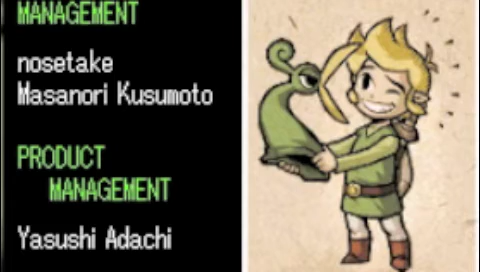 MANAGEMENT
nosetake
Masanori Kusumoto
PRODUCT
MANAGEMENT
Yasushi Adachi